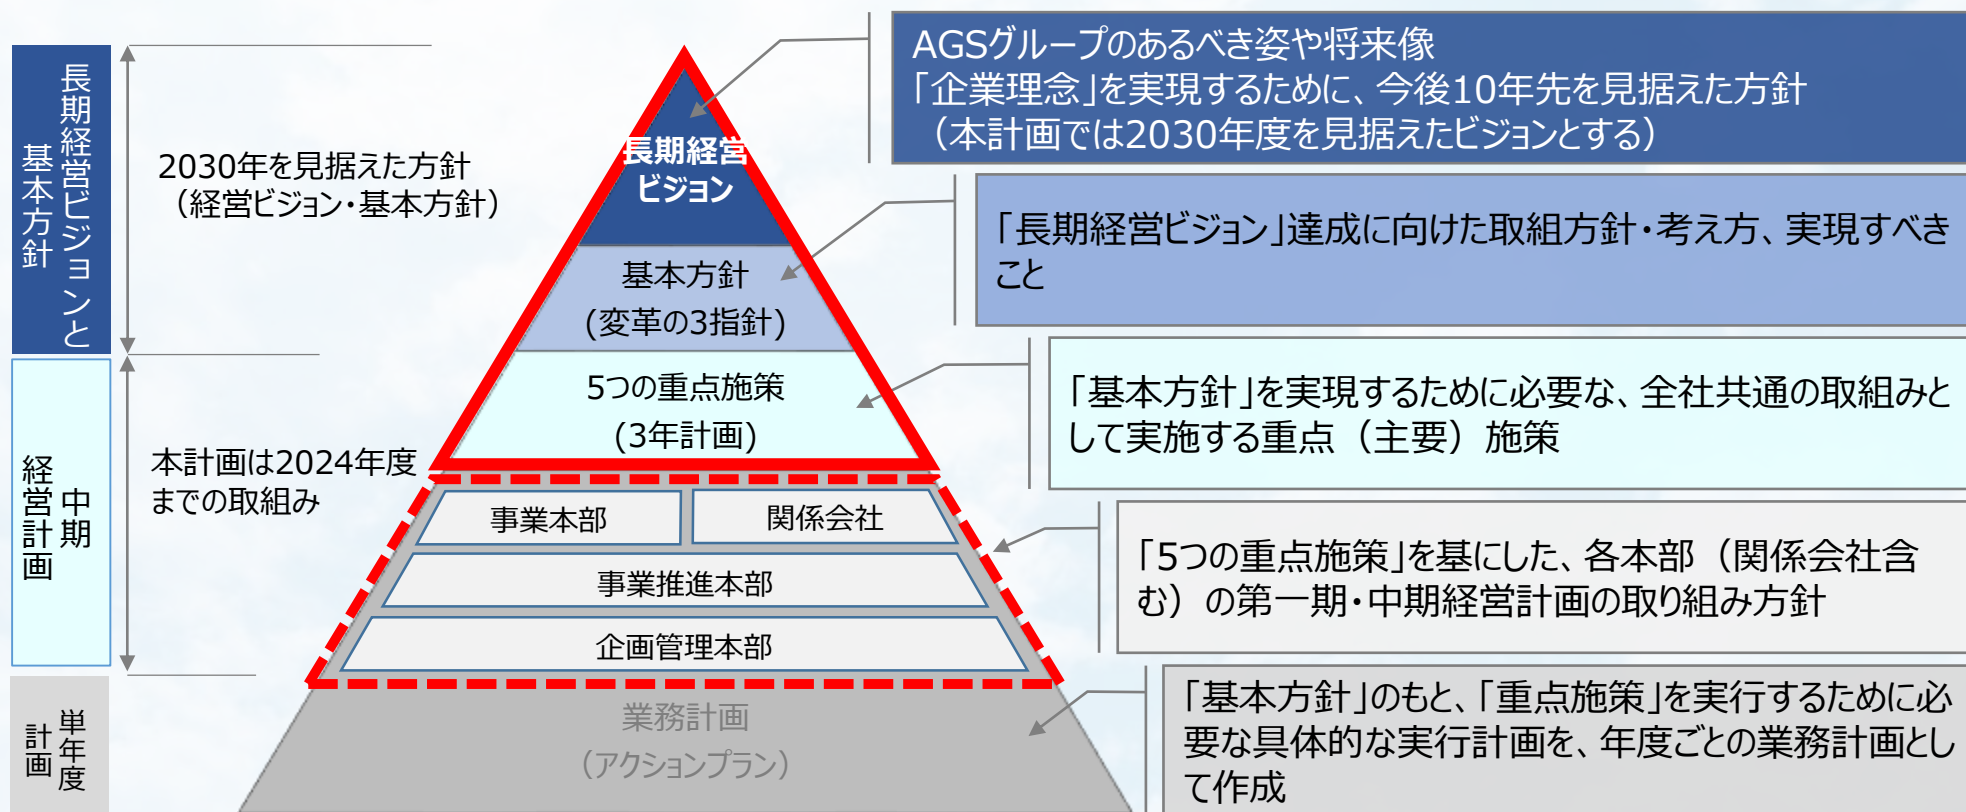 長期経営ビジョンと
基本方針
2030年を見据えた方針
（経営ビジョン・基本方針）
中期
経営計画
本計画は2024年度
までの取組み
単年度
計画
長期経営
ビジョン
基本方針
(変革の3指針)
5つの重点施策
(3年計画)
事業本部
関係会社
事業推進本部
企画管理本部
業務計画
（アクションプラン）
AGSグループのあるべき姿や将来像
「企業理念」を実現するために、今後10年先を見据えた方針
（本計画では2030年度を見据えたビジョンとする）
「長期経営ビジョン」達成に向けた取組方針・考え方、実現すべき
こと
「基本方針」を実現するために必要な、全社共通の取組みと
して実施する重点（主要）施策
「5つの重点施策」を基にした、各本部（関係会社含
む）の第一期・中期経営計画の取り組み方針
「基本方針」のもと、「重点施策」を実行するために必
要な具体的な実行計画を、年度ごとの業務計画とし
て作成